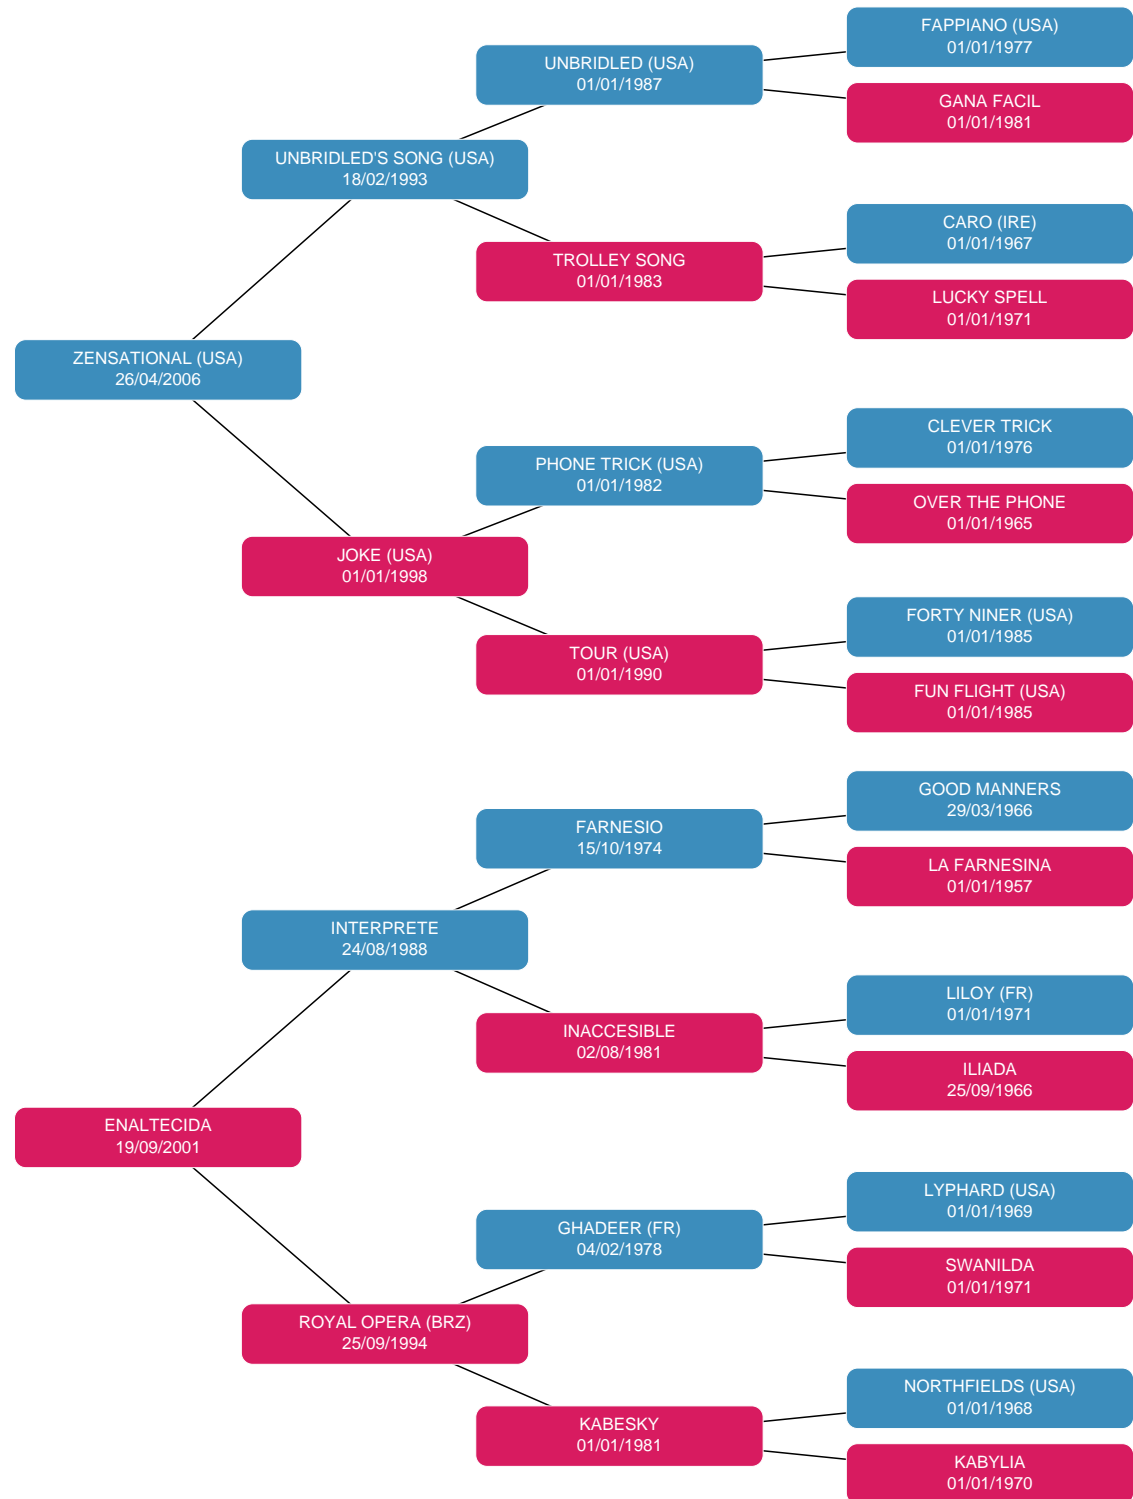 FAPPIANO (USA)
01/01/1977
UNBRIDLED (USA)
01/01/1987
GANA FACIL
01/01/1981
UNBRIDLED'S SONG (USA)
18/02/1993
CARO (IRE)
01/01/1967
TROLLEY SONG
01/01/1983
LUCKY SPELL
01/01/1971
ZENSATIONAL (USA)
26/04/2006
CLEVER TRICK
01/01/1976
PHONE TRICK (USA)
01/01/1982
OVER THE PHONE
01/01/1965
JOKE (USA)
01/01/1998
FORTY NINER (USA)
01/01/1985
TOUR (USA)
01/01/1990
FUN FLIGHT (USA)
01/01/1985
GOOD MANNERS
29/03/1966
FARNESIO
15/10/1974
LA FARNESINA
01/01/1957
INTERPRETE
24/08/1988
LILOY (FR)
01/01/1971
INACCESIBLE
02/08/1981
ILIADA
25/09/1966
ENALTECIDA
19/09/2001
LYPHARD (USA)
01/01/1969
GHADEER (FR)
04/02/1978
SWANILDA
01/01/1971
ROYAL OPERA (BRZ)
25/09/1994
NORTHFIELDS (USA)
01/01/1968
KABESKY
01/01/1981
KABYLIA
01/01/1970